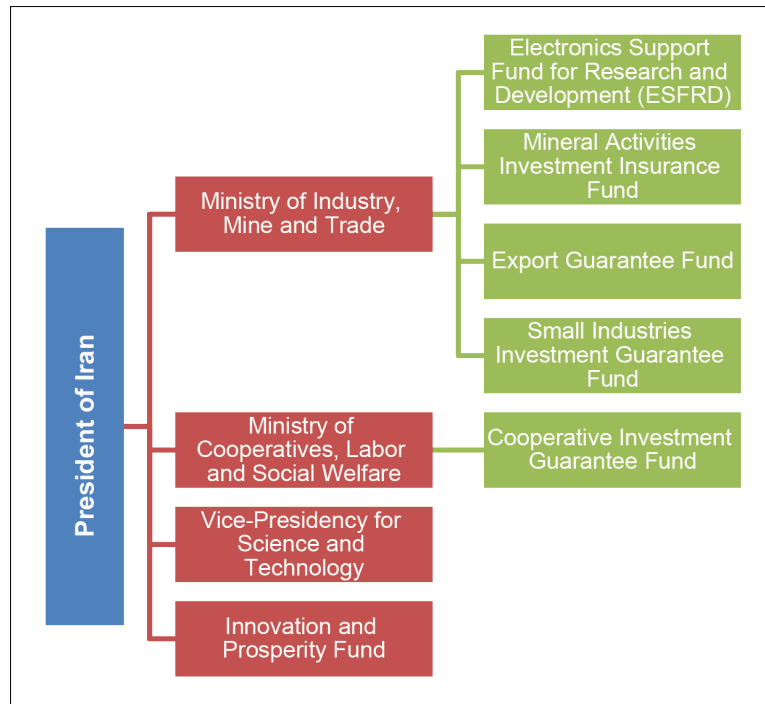 President of Iran
Ministry of Industry,
Mine and Trade
Electronics Support
Fund for Research and
Development (ESFRD)
Mineral Activities
Investment Insurance
Fund
Export Guarantee Fund
Small Industries
Investment Guarantee
Fund
Ministry of
Cooperatives, Labor
and Social Welfare
Cooperative Investment
Guarantee Fund
Vice-Presidency for
Science and
Technology
Innovation and
Prosperity Fund